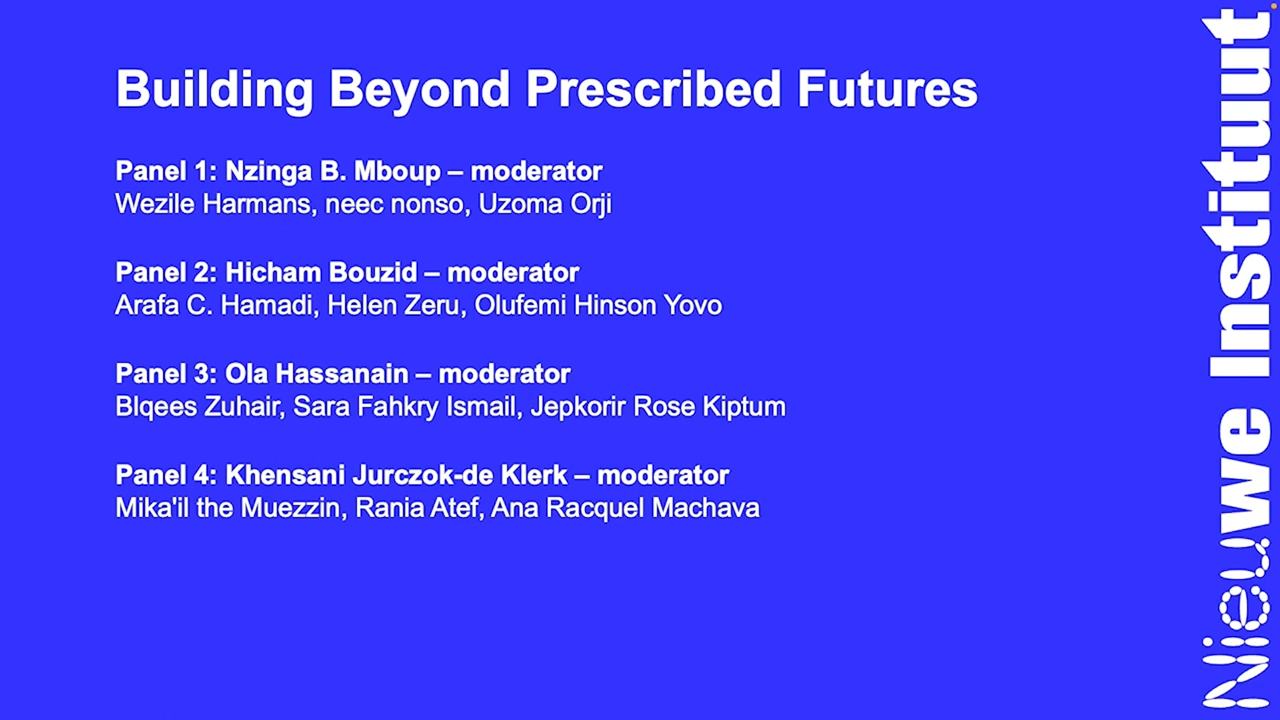 Building Beyond Prescribed Futures
Panel 1: Nzinga B. Mboup – moderator
Wezile Harmans, neec nonso, Uzoma Orji
Panel 2: Hicham Bouzid – moderator
Arafa C. Hamadi, Helen Zeru, Olufemi Hinson Yovo
Panel 3: Ola Hassanain – moderator
Blqees Zuhair, Sara Fahkry Ismail, Jepkorir Rose Kiptum
Panel 4: Khensani Jurczok-de Klerk – moderator
Mika'il the Muezzin, Rania Atef, Ana Racquel Machava
Nieuwe Instituut